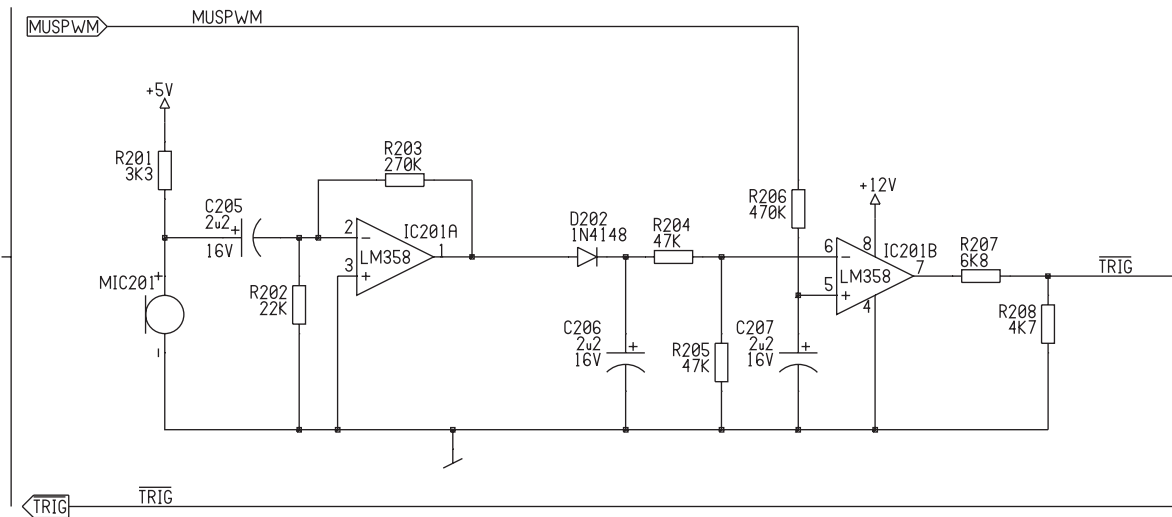 MUSPWM
MUSPWM
+5V
R201
3K3
C205
2u2
+
16V
MIC201
+
R202
22K
R203
270K
2
−
IC201A
1
LM358
3
+
D202
1N4148
R204
47K
C206
2u2
16V
+
R205
47K
R206
470K
C207
2u2
16V
+
+12V
6
−
8
IC201B
7
LM358
5
+
4
R207
6K8
R208
4K7
TRIG
TRIG
TRIG